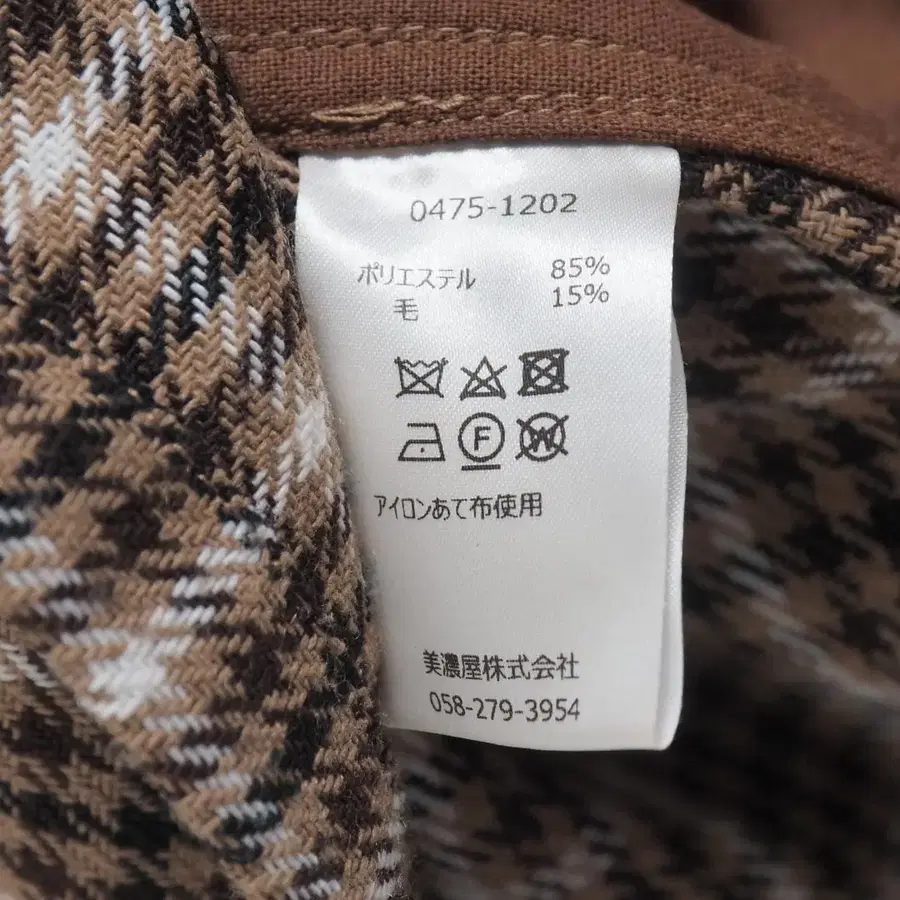 0475-1202
ポリエステル 85%
毛 15%
F W
アイロンあて布使用
美濃屋株式会社
058-279-3954